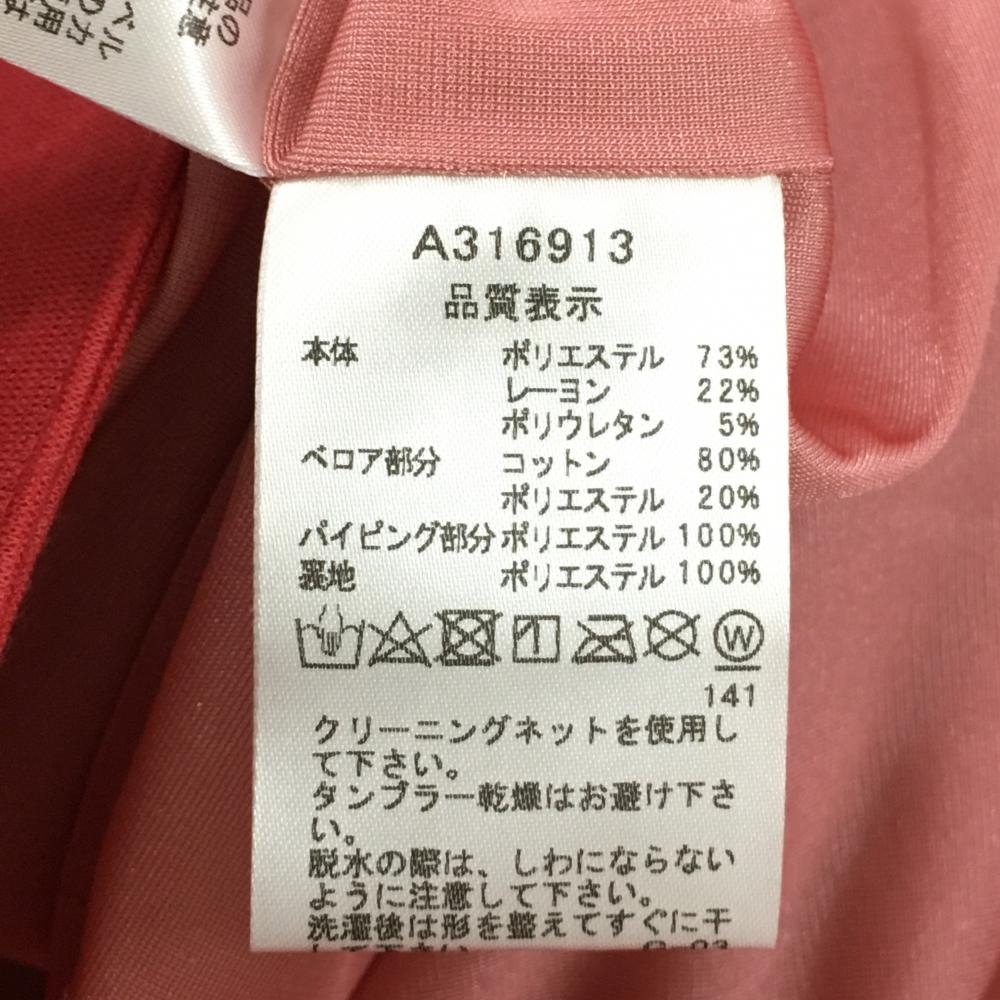 A316913
品質表示
本体 ポリエステル 73%
レーヨン 22%
ポリウレタン 5%
ベロア部分 コットン 80%
ポリエステル 20%
パイピング部分 ポリエステル 100%
裏地 ポリエステル 100%
W
141
クリーニングネットを使用し
て下さい。
タンブラー乾燥はお避け下さ
い。
脱水の際は、しわにならない
ように注意して下さい。
洗濯後は形を整えてすぐに干
して下さい。